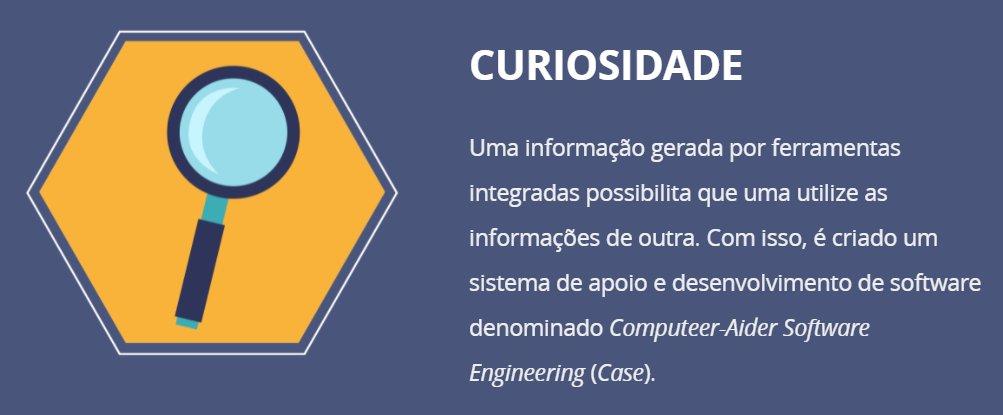 CURIOSIDADE
Uma informação gerada por ferramentas
integradas possibilita que uma utilize as
informações de outra. Com isso, é criado um
sistema de apoio e desenvolvimento de software
denominado Computeer-Aider Software
Engineering (Case).